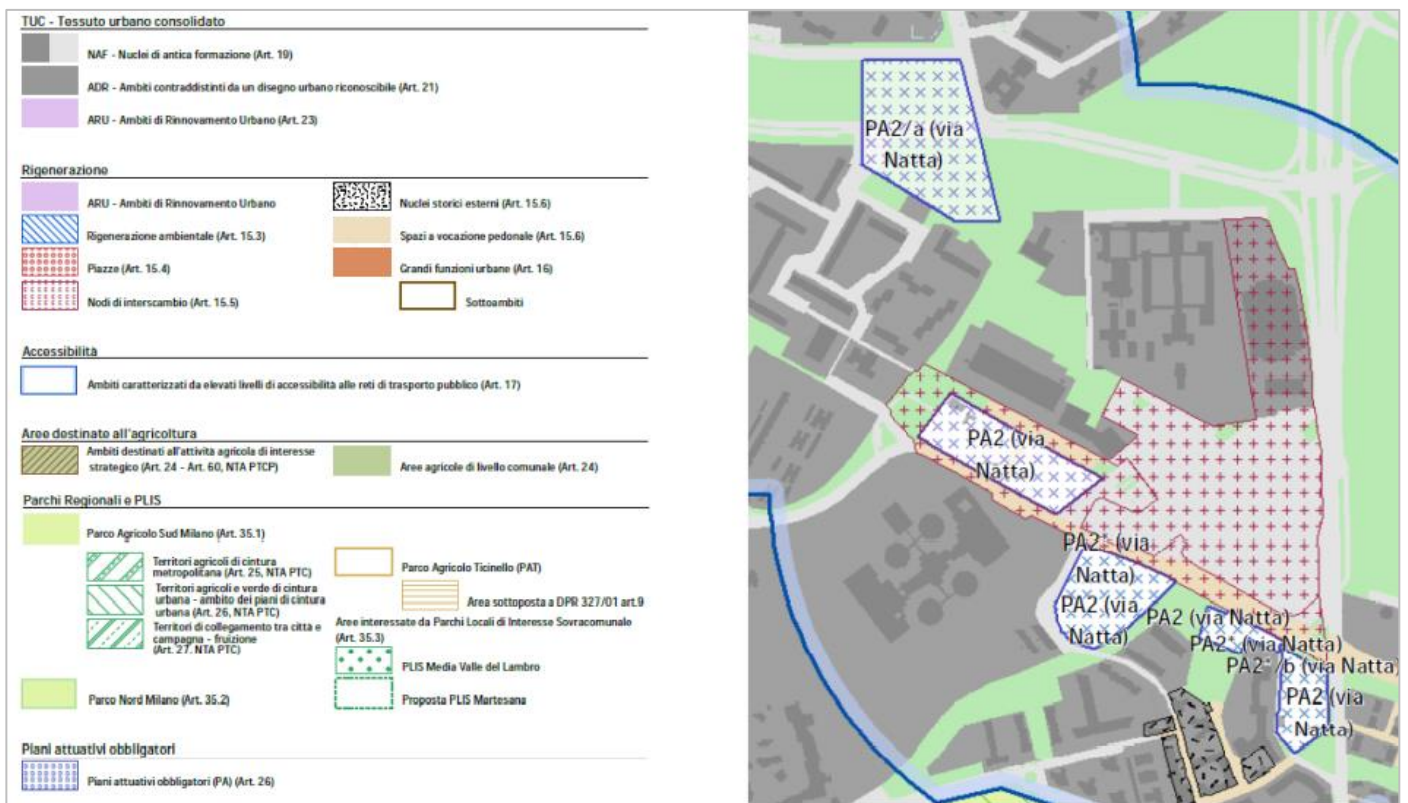 TUC - Tessuto urbano consolidato
NAF - Nuclei di antica formazione (Art. 19)
ADR - Ambiti contraddistinti da un disegno urbano riconoscibile (Art. 21)
ARU - Ambiti di Rinnovamento Urbano (Art. 23)
Rigenerazione
ARU - Ambiti di Rinnovamento Urbano
Rigenerazione ambientale (Art. 15.3)
Piazze (Art. 15.4)
Nodi di interscambio (Art. 15.5)
Nuclei storici esterni (Art. 15.6)
Spazi a vocazione pedonale (Art. 15.6)
Grandi funzioni urbane (Art. 16)
Sottoambiti
Accessibilità
Ambiti caratterizzati da elevati livelli di accessibilità alle reti di trasporto pubblico (Art. 17)
Aree destinate all'agricoltura
Ambiti destinati all'attività agricola di interesse
strategico (Art. 24 - Art. 60, NTA PTCP)
Aree agricole di livello comunale (Art. 24)
Parchi Regionali e PLIS
Parco Agricolo Sud Milano (Art. 35.1)
Territori agricoli di cintura
metropolitana (Art. 25, NTA PTC)
Territori agricoli e verde di cintura
urbana - ambito dei piani di cintura
urbana (Art. 26, NTA PTC)
Territori di collegamento tra città e
campagna - fruizione
(Art. 27. NTA PTC)
Parco Nord Milano (Art. 35.2)
Parco Agricolo Ticinello (PAT)
Area sottoposta a DPR 327/01 art.9
Aree interessate da Parchi Locali di Interesse Sovracomunale
(Art. 35.3)
PLIS Media Valle del Lambro
Proposta PLIS Martesana
Piani attuativi obbligatori
Piani attuativi obbligatori (PA) (Art. 26)
PA2/a (via
Natta)
PA2 (via
Natta)
PA2* (via
Natta)
PA2 (via
Natta)
PA2 (via Natta)
PA2* (via Natta)
PA2*/b (via Natta)
PA2 (via
Natta)